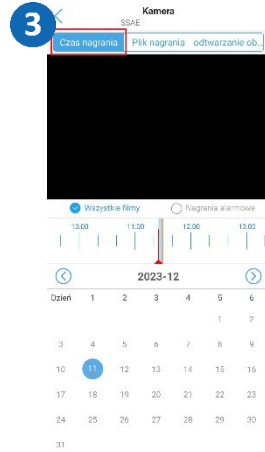 3
Kamera
SSAE
Czas nagrania Plik nagrania odtwarzanie ob...
Wszystkie filmy Nagrania alarmowe
10:00 11:00 12:00 13:00
2023-12
Dzień 1 2 3 4 5 6
1 2
3 4 5 6 7 8 9
10 11 12 13 14 15 16
17 18 19 20 21 22 23
24 25 26 27 28 29 30
31